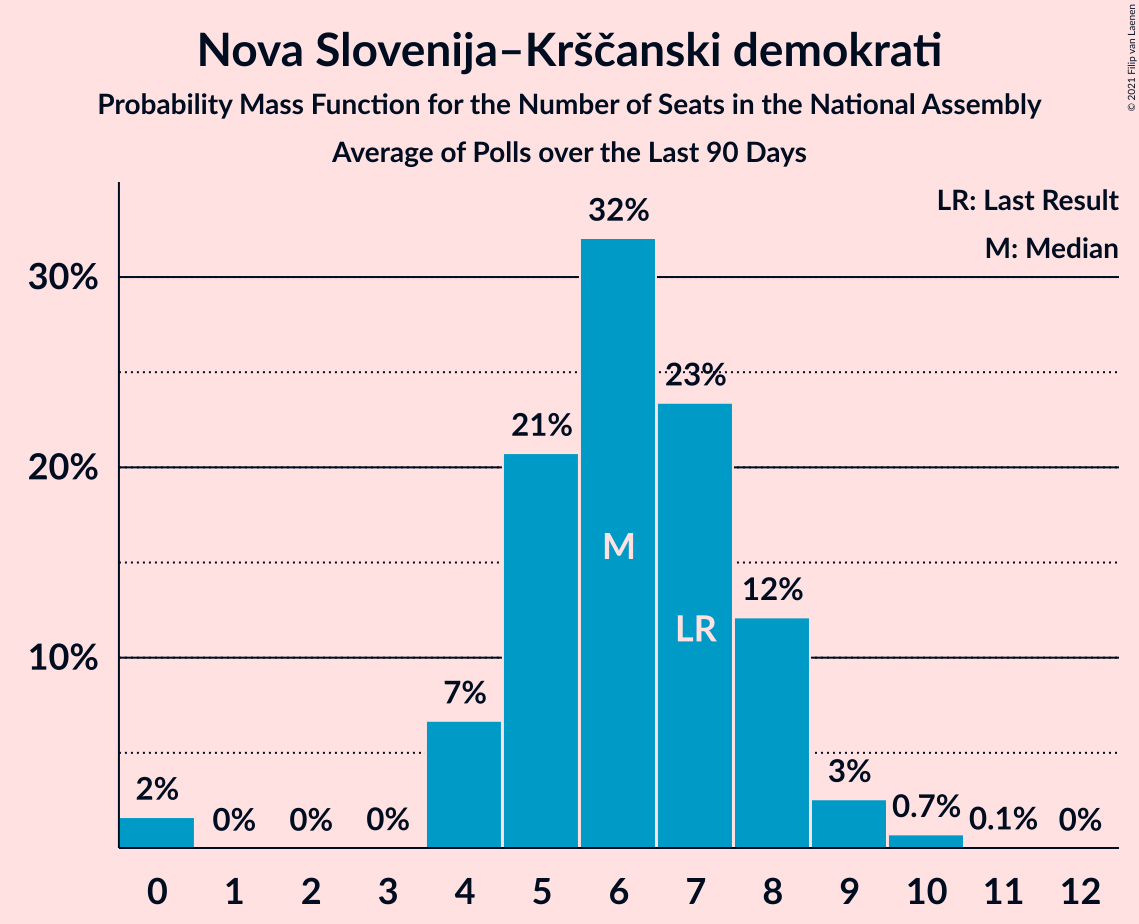 Nova Slovenija–Krščanski demokrati
Probability Mass Function for the Number of Seats in the National Assembly
Average of Polls over the Last 90 Days
© 2021 Filip van Laenen
LR: Last Result
M: Median
30%
20%
10%
2%
0%
0%
0%
7%
21%
32%
23%
12%
3%
0.7%
0.1%
0%
M
LR
0 1 2 3 4 5 6 7 8 9 10 11 12